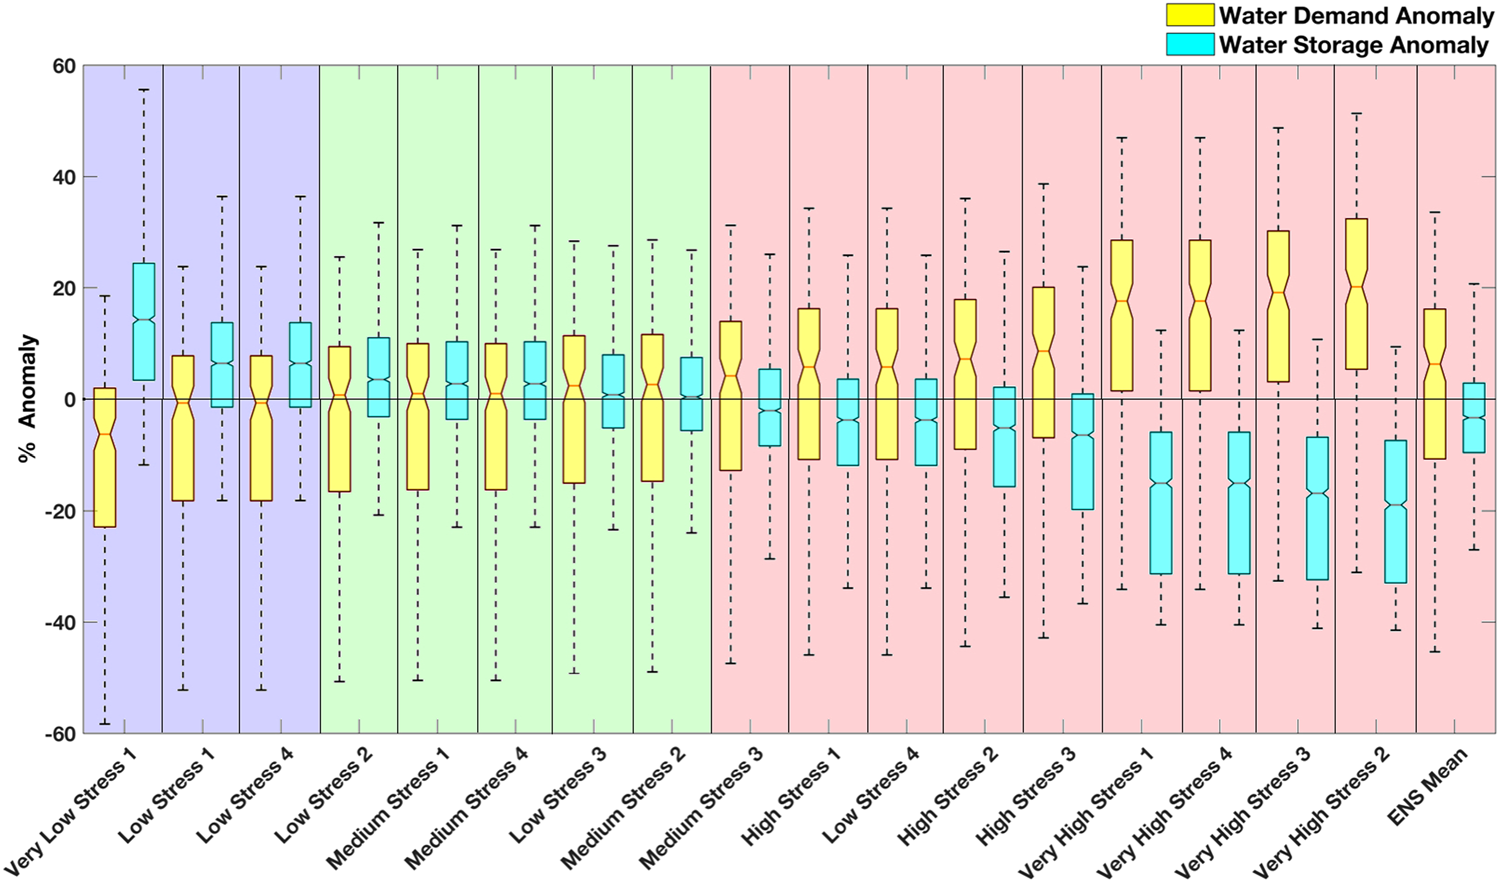 Water Demand Anomaly
Water Storage Anomaly
60
40
20
0
-20
-40
-60
% Anomaly
Very Low Stress 1
Low Stress 1
Low Stress 4
Low Stress 2
Medium Stress 1
Medium Stress 4
Low Stress 3
Medium Stress 2
Medium Stress 3
High Stress 1
Low Stress 4
High Stress 2
High Stress 3
Very High Stress 1
Very High Stress 4
Very High Stress 3
Very High Stress 2
ENS Mean